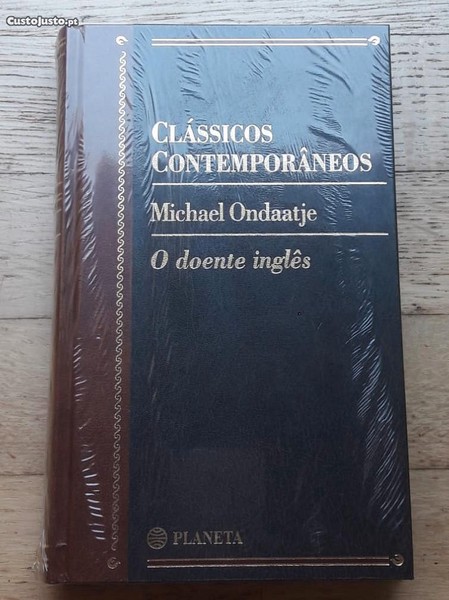 CustoJusto.pt
CLÁSSICOS
CONTEMPORÂNEOS
Michael Ondaatje
O doente inglês
PLANETA